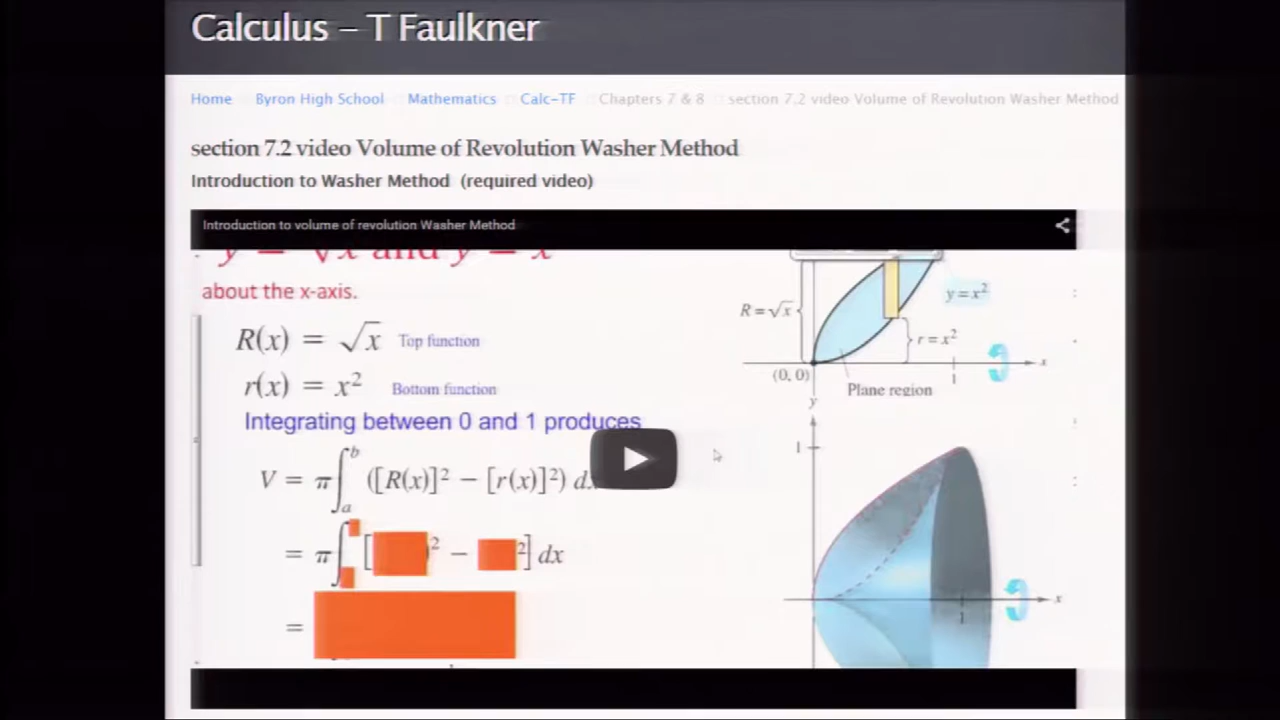 Calculus – T Faulkner
Home Byron High School Mathematics Calc-TF Chapters 7 & 8 section 7.2 video Volume of Revolution Washer Method
section 7.2 video Volume of Revolution Washer Method
Introduction to Washer Method (required video)
Introduction to volume of revolution Washer Method
y = √x and y = x
about the x-axis.
R(x) = √x Top function
r(x) = x² Bottom function
Integrating between 0 and 1 produces
V = π∫ₐᵇ ([R(x)]² − [r(x)]²) d
= π∫ [ )² − ²] dx
=
y = x²
R = √x
r = x²
(0, 0)
1
x
Plane region
y
1
x
1